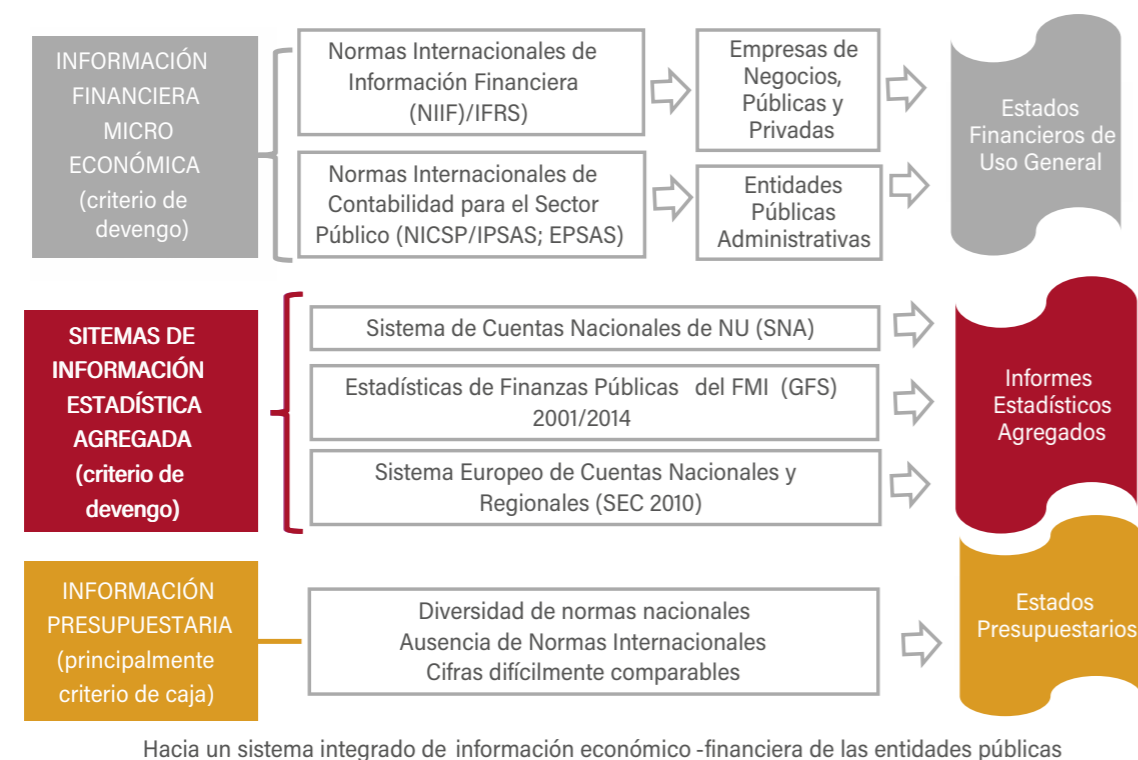 INFORMACIÓN
FINANCIERA
MICRO
ECONÓMICA
(criterio de
devengo)
Normas Internacionales de
Información Financiera
(NIIF)/IFRS)
Empresas de
Negocios,
Públicas y
Privadas
Normas Internacionales de
Contabilidad para el Sector
Público (NICSP/IPSAS; EPSAS)
Entidades
Públicas
Administrativas
Estados
Financieros de
Uso General
SITEMAS DE
INFORMACIÓN
ESTADÍSTICA
AGREGADA
(criterio de
devengo)
Sistema de Cuentas Nacionales de NU (SNA)
Estadísticas de Finanzas Públicas del FMI (GFS)
2001/2014
Sistema Europeo de Cuentas Nacionales y
Regionales (SEC 2010)
Informes
Estadísticos
Agregados
INFORMACIÓN
PRESUPUESTARIA
(principalmente
criterio de caja)
Diversidad de normas nacionales
Ausencia de Normas Internacionales
Cifras difícilmente comparables
Estados
Presupuestarios
Hacia un sistema integrado de información económico -financiera de las entidades públicas